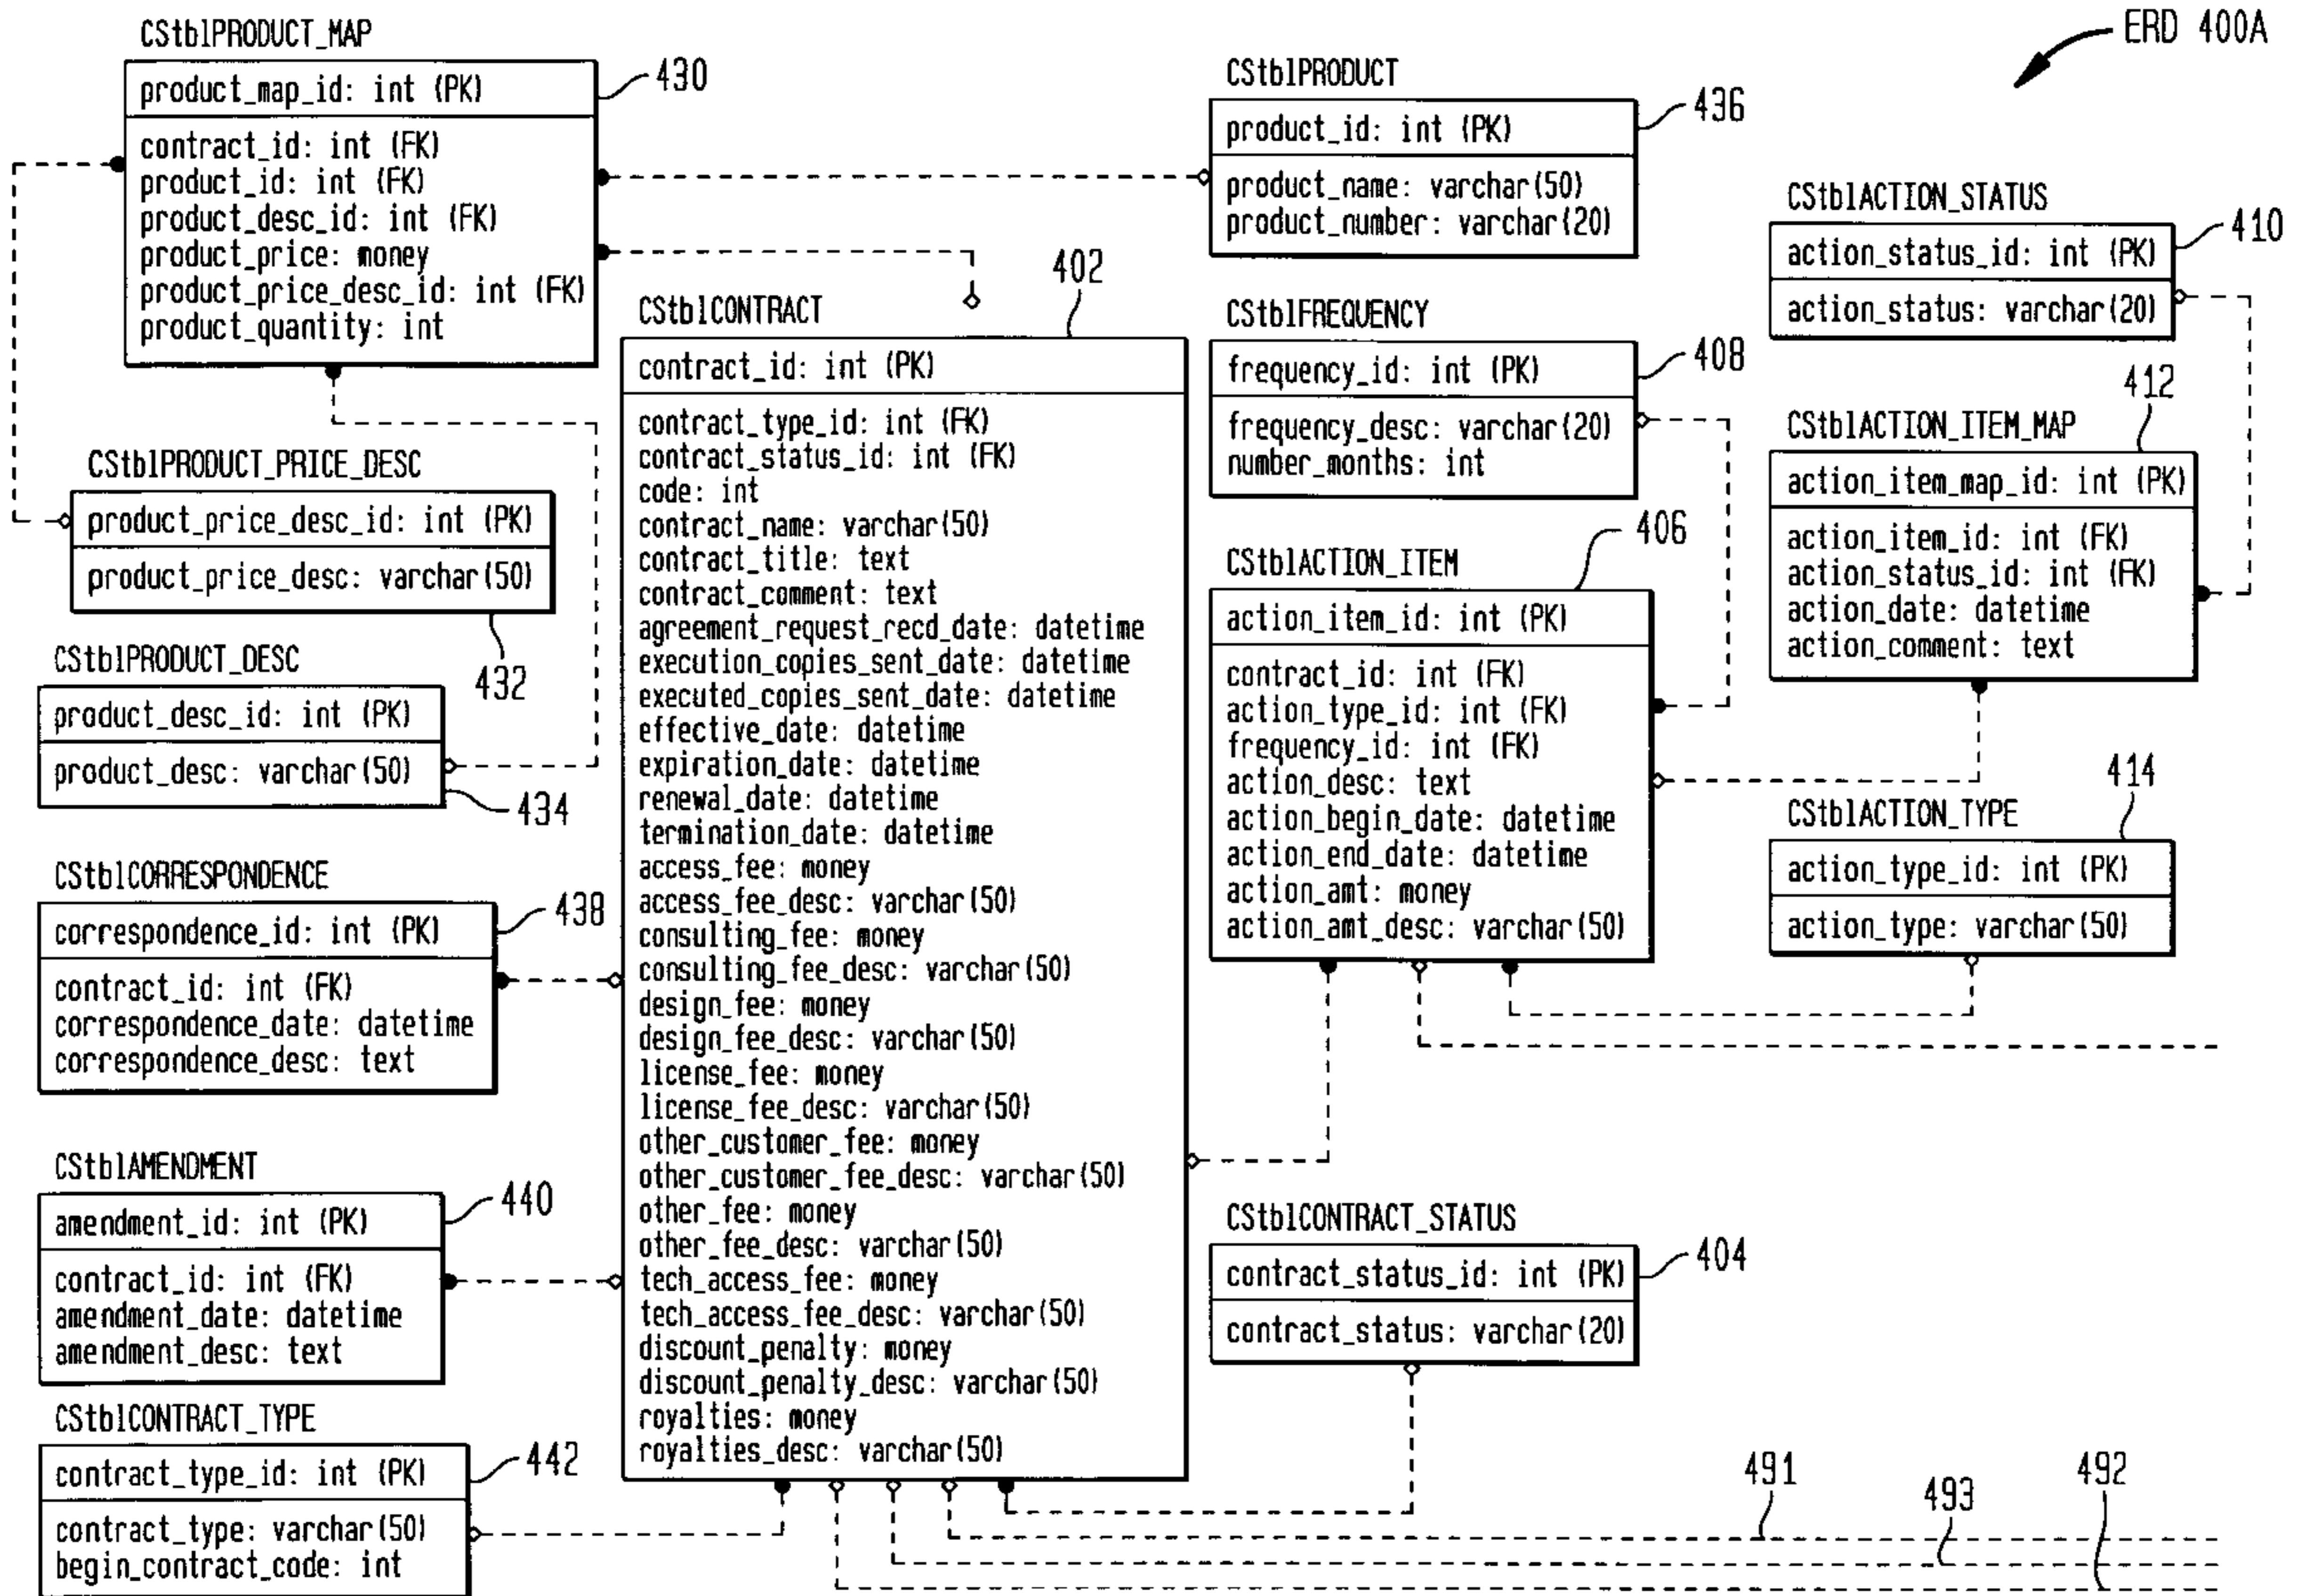 ERD 400A
CStblPRODUCT_MAP
430
product_map_id: int (PK)
contract_id: int (FK)
product_id: int (FK)
product_desc_id: int (FK)
product_price: money
product_price_desc_id: int (FK)
product_quantity: int
CStblPRODUCT
436
product_id: int (PK)
product_name: varchar(50)
product_number: varchar(20)
CStblACTION_STATUS
410
action_status_id: int (PK)
action_status: varchar(20)
CStblPRODUCT_PRICE_DESC
product_price_desc_id: int (PK)
product_price_desc: varchar(50)
432
CStblPRODUCT_DESC
product_desc_id: int (PK)
product_desc: varchar(50)
434
CStblCORRESPONDENCE
438
correspondence_id: int (PK)
contract_id: int (FK)
correspondence_date: datetime
correspondence_desc: text
CStblAMENDMENT
440
amendment_id: int (PK)
contract_id: int (FK)
amendment_date: datetime
amendment_desc: text
CStblCONTRACT_TYPE
442
contract_type_id: int (PK)
contract_type: varchar(50)
begin_contract_code: int
402
CStblCONTRACT
contract_id: int (PK)
contract_type_id: int (FK)
contract_status_id: int (FK)
code: int
contract_name: varchar(50)
contract_title: text
contract_comment: text
agreement_request_recd_date: datetime
execution_copies_sent_date: datetime
executed_copies_sent_date: datetime
effective_date: datetime
expiration_date: datetime
renewal_date: datetime
termination_date: datetime
access_fee: money
access_fee_desc: varchar(50)
consulting_fee: money
consulting_fee_desc: varchar(50)
design_fee: money
design_fee_desc: varchar(50)
license_fee: money
license_fee_desc: varchar(50)
other_customer_fee: money
other_customer_fee_desc: varchar(50)
other_fee: money
other_fee_desc: varchar(50)
tech_access_fee: money
tech_access_fee_desc: varchar(50)
discount_penalty: money
discount_penalty_desc: varchar(50)
royalties: money
royalties_desc: varchar(50)
CStblFREQUENCY
408
frequency_id: int (PK)
frequency_desc: varchar(20)
number_months: int
406
CStblACTION_ITEM
action_item_id: int (PK)
contract_id: int (FK)
action_type_id: int (FK)
frequency_id: int (FK)
action_desc: text
action_begin_date: datetime
action_end_date: datetime
action_amt: money
action_amt_desc: varchar(50)
412
CStblACTION_ITEM_MAP
action_item_map_id: int (PK)
action_item_id: int (FK)
action_status_id: int (FK)
action_date: datetime
action_comment: text
414
CStblACTION_TYPE
action_type_id: int (PK)
action_type: varchar(50)
CStblCONTRACT_STATUS
404
contract_status_id: int (PK)
contract_status: varchar(20)
491
493
492